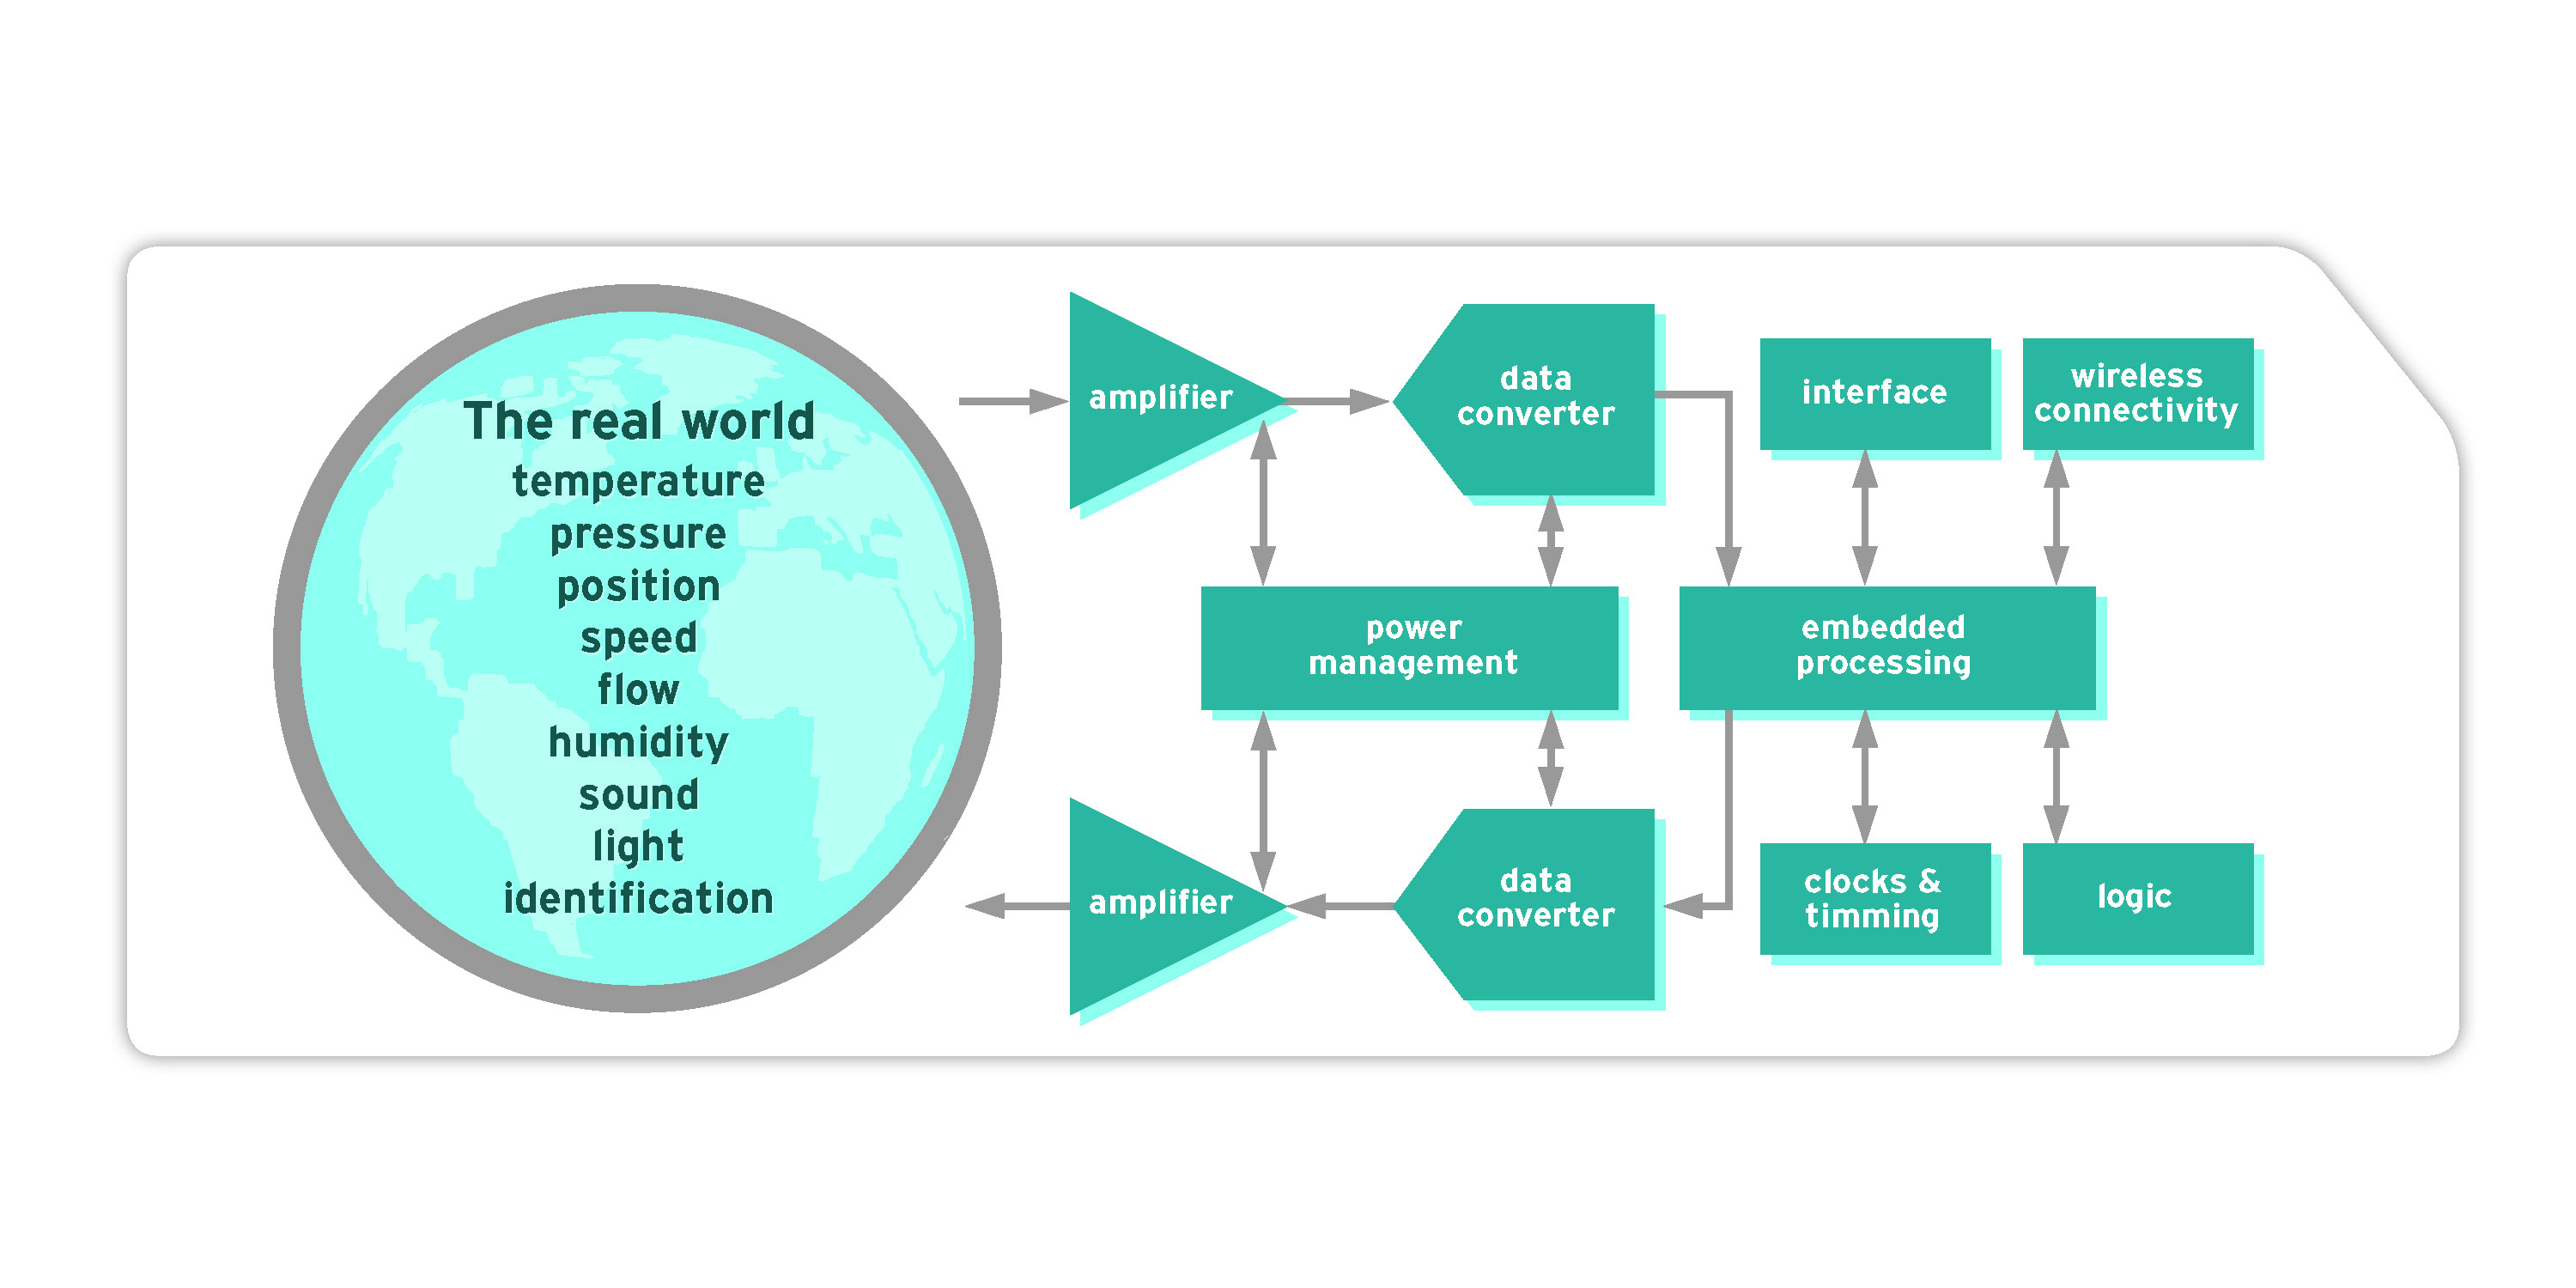 The real world
temperature
pressure
position
speed
flow
humidity
sound
light
identification
amplifier
data
converter
interface
wireless
connectivity
power
management
embedded
processing
amplifier
data
converter
clocks &
timming
logic